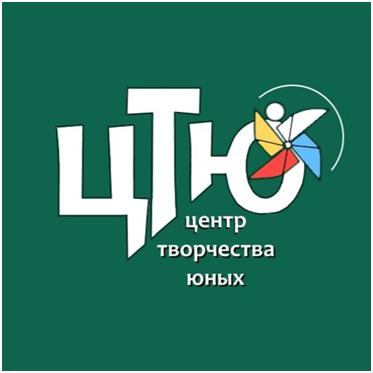 ЦТЮ
центр
творчества
юных